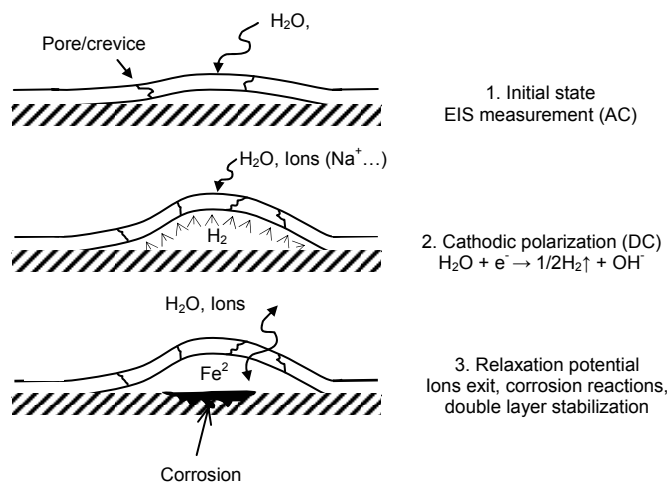 H₂O,
Pore/crevice
1. Initial state
EIS measurement (AC)
H₂O, Ions (Na⁺…)
H₂
2. Cathodic polarization (DC)
H₂O + e⁻ → 1/2H₂↑ + OH⁻
H₂O, Ions
Fe²
3. Relaxation potential
Ions exit, corrosion reactions,
double layer stabilization
Corrosion